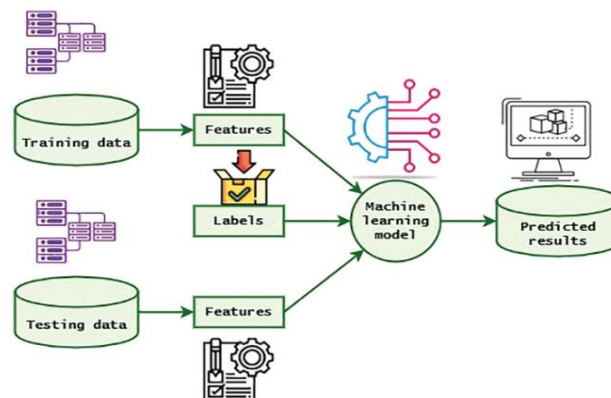 Training data
Features
Labels
Machine
learning
model
Predicted
results
Testing data
Features